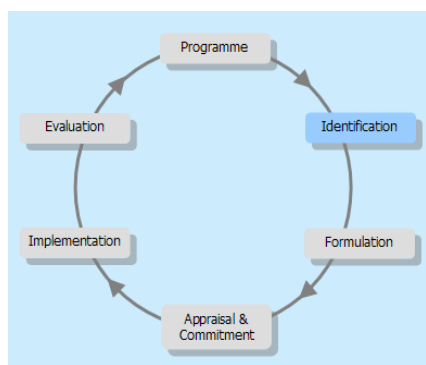 Programme
Identification
Formulation
Appraisal &
Commitment
Implementation
Evaluation